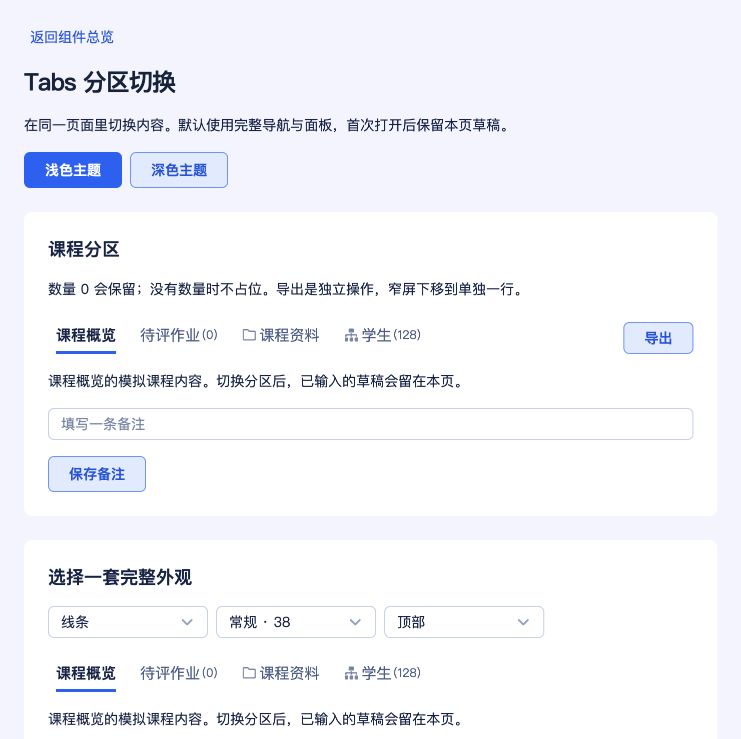 返回组件总览
Tabs 分区切换
在同一页面里切换内容。默认使用完整导航与面板，首次打开后保留本页草稿。
浅色主题 深色主题
课程分区
数量 0 会保留；没有数量时不占位。导出是独立操作，窄屏下移到单独一行。
课程概览 待评作业(0) 课程资料 学生(128) 导出
课程概览的模拟课程内容。切换分区后，已输入的草稿会留在本页。
填写一条备注
保存备注
选择一套完整外观
线条 常规 · 38 顶部
课程概览 待评作业(0) 课程资料 学生(128)
课程概览的模拟课程内容。切换分区后，已输入的草稿会留在本页。